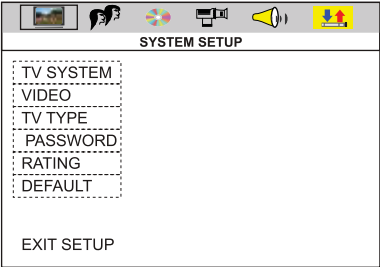 SYSTEM SETUP
TV SYSTEM
VIDEO
TV TYPE
PASSWORD
RATING
DEFAULT
EXIT SETUP